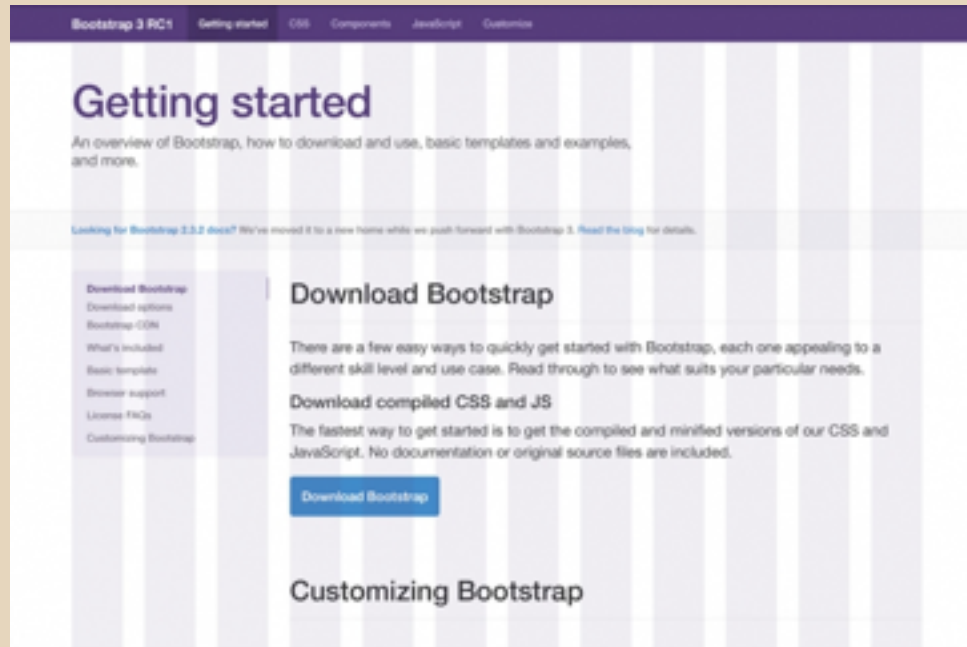 Bootstrap 3 RC1 Getting started CSS Components JavaScript Customize
Getting started
An overview of Bootstrap, how to download and use, basic templates and examples,
and more.
Looking for Bootstrap 2.3.2 docs? We've moved it to a new home while we push forward with Bootstrap 3. Read the blog for details.
Download Bootstrap
Download options
Bootstrap CDN
What's included
Basic template
Browser support
License FAQs
Customizing Bootstrap
Download Bootstrap
There are a few easy ways to quickly get started with Bootstrap, each one appealing to a
different skill level and use case. Read through to see what suits your particular needs.
Download compiled CSS and JS
The fastest way to get started is to get the compiled and minified versions of our CSS and
JavaScript. No documentation or original source files are included.
Download Bootstrap
Customizing Bootstrap